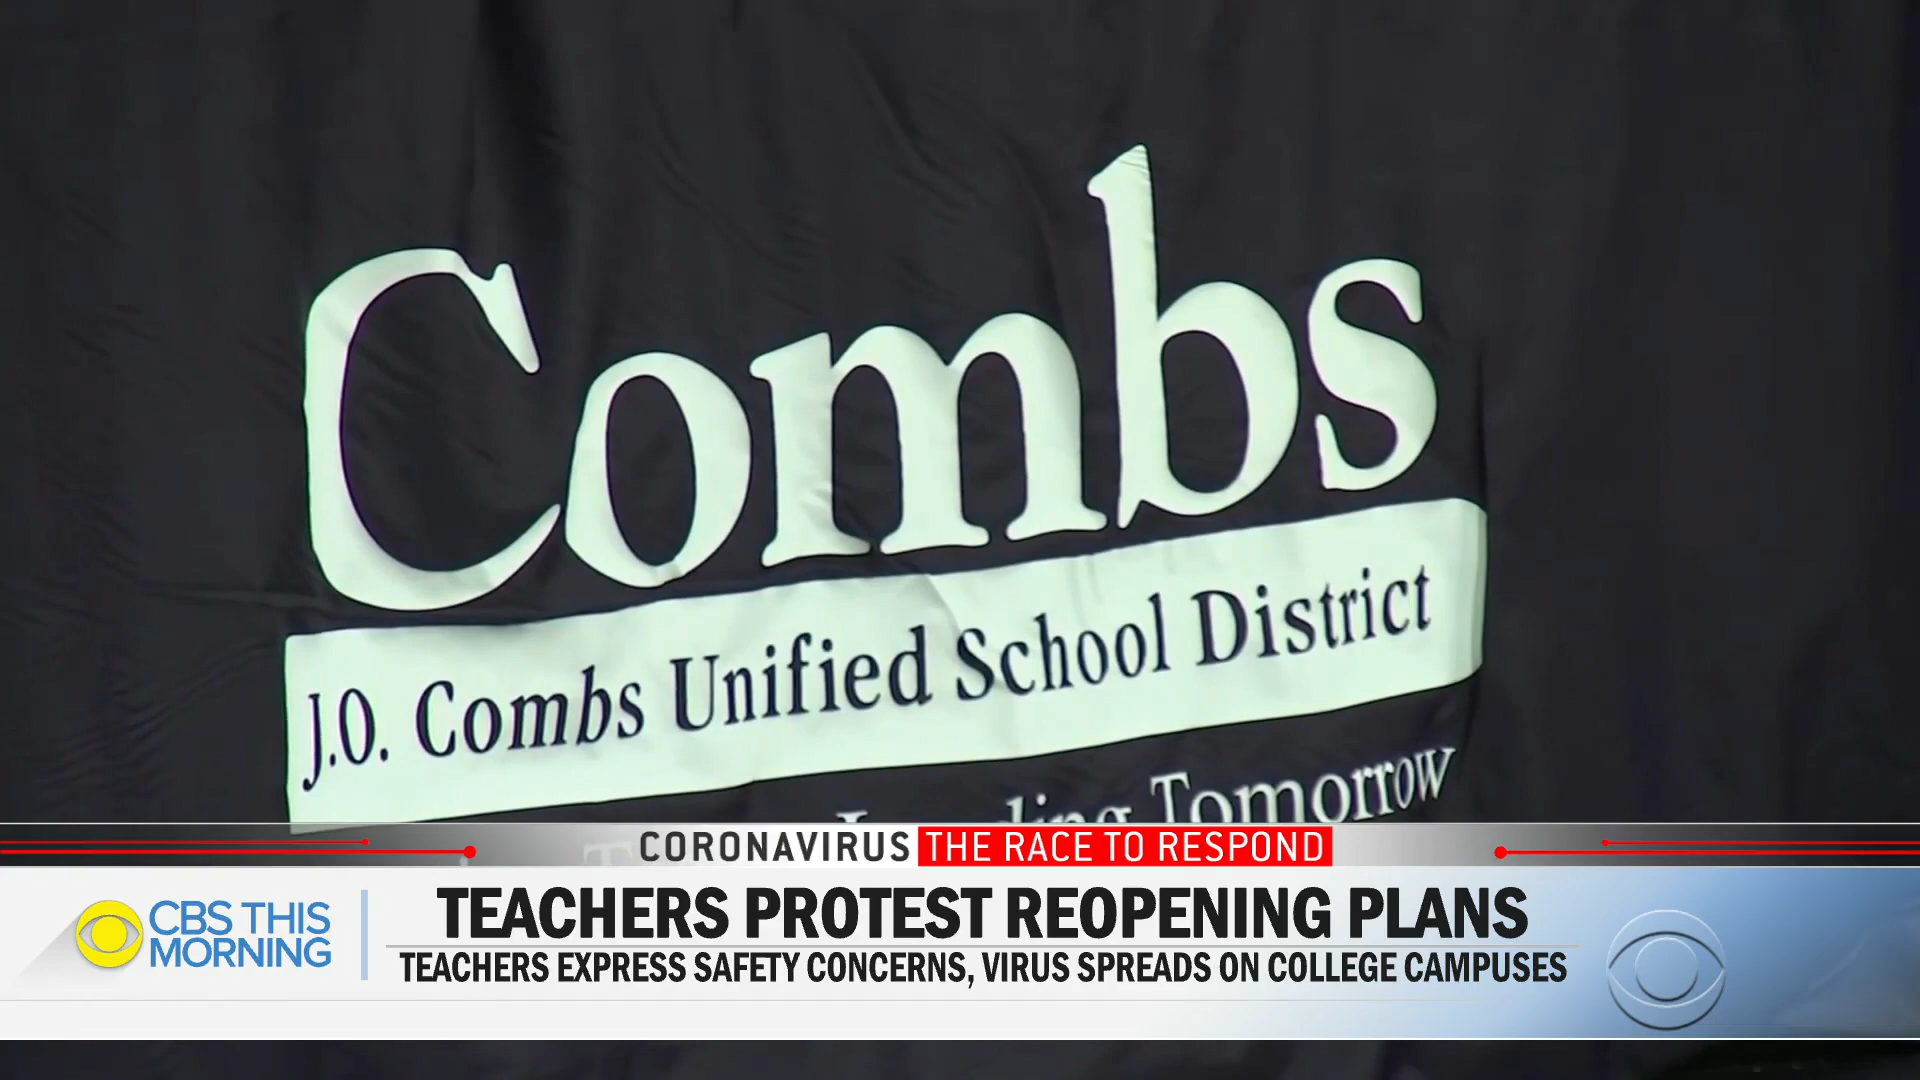 Combs
J.O. Combs Unified School District
Tomorrow
CORONAVIRUS THE RACE TO RESPOND
TEACHERS PROTEST REOPENING PLANS
TEACHERS EXPRESS SAFETY CONCERNS, VIRUS SPREADS ON COLLEGE CAMPUSES
CBS THIS
MORNING